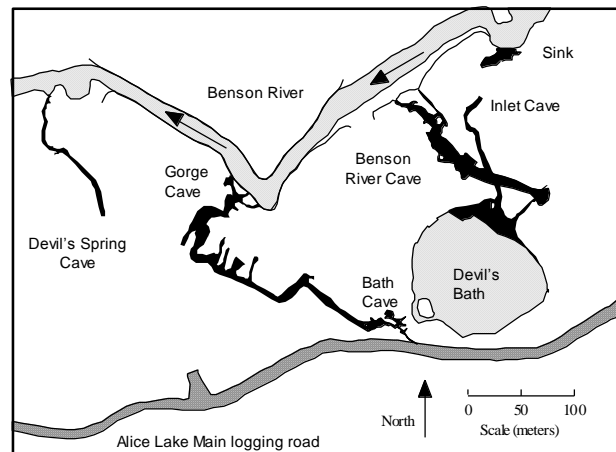 Sink
Benson River
Inlet Cave
Benson
River Cave
Gorge
Cave
Devil's Spring
Cave
Bath
Cave
Devil's
Bath
North
0 50 100
Scale (meters)
Alice Lake Main logging road